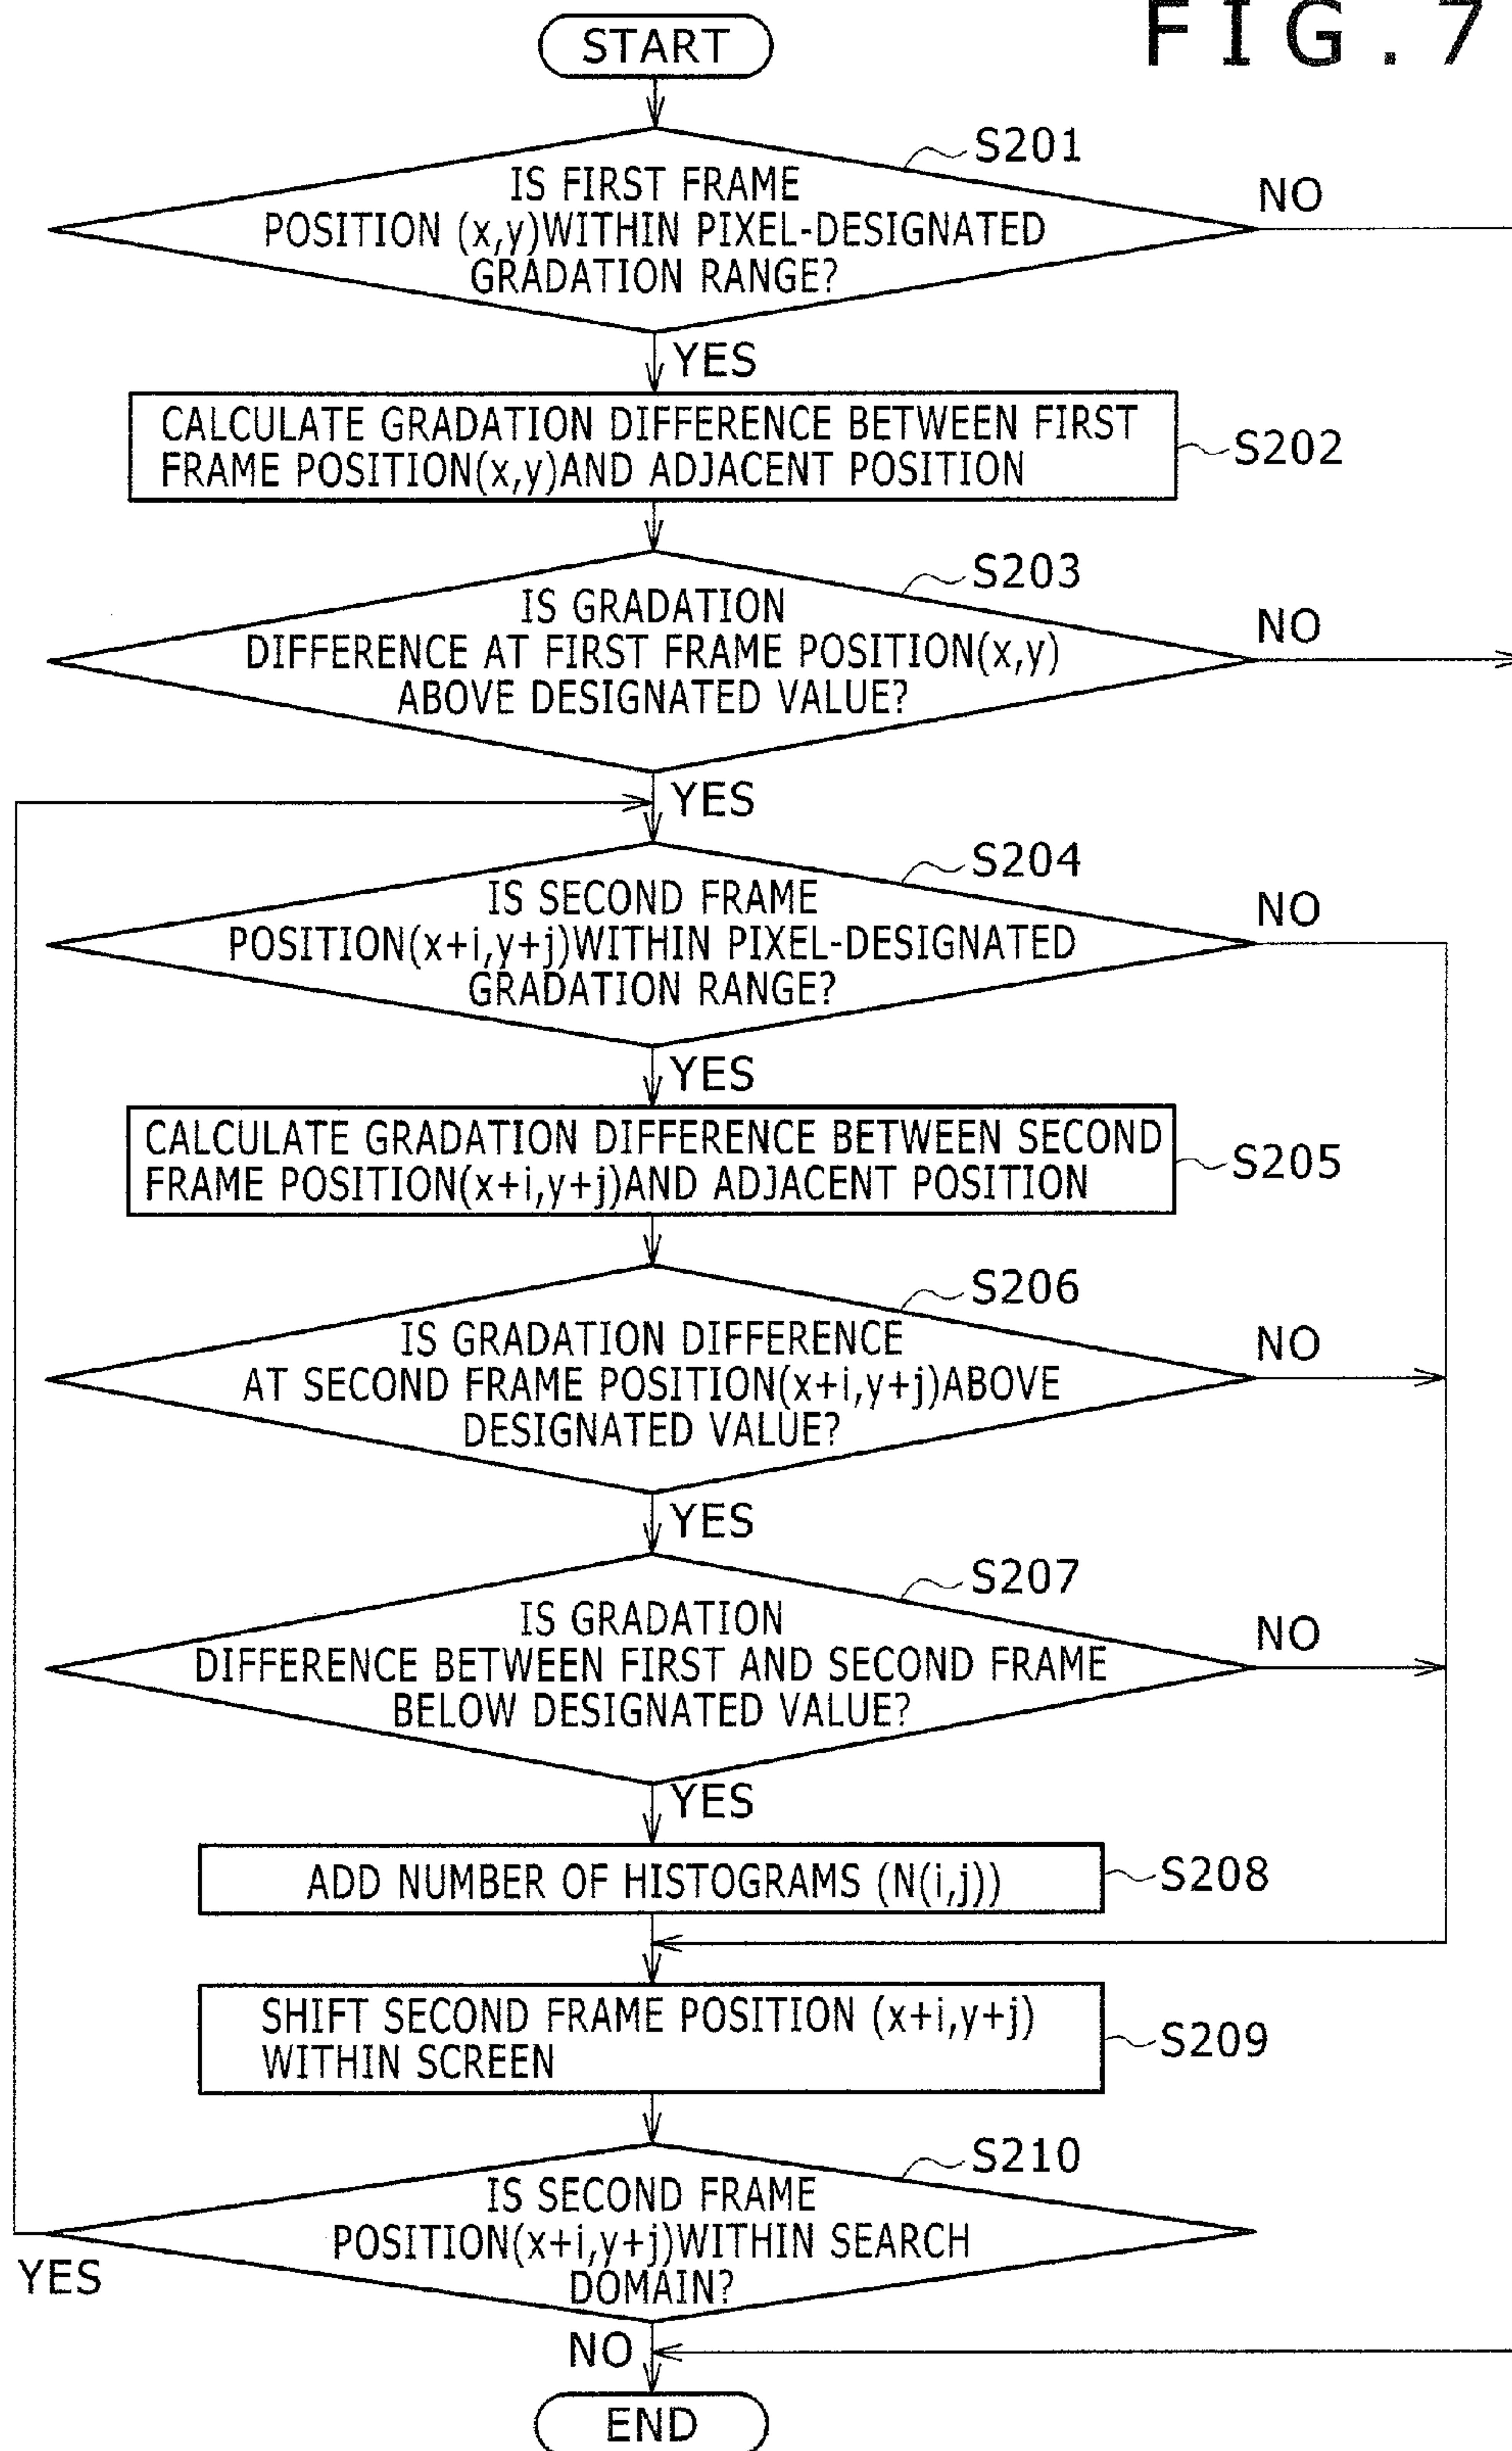 FIG.7
START
S201
IS FIRST FRAME
POSITION (x,y)WITHIN PIXEL-DESIGNATED
GRADATION RANGE?
NO
YES
CALCULATE GRADATION DIFFERENCE BETWEEN FIRST
FRAME POSITION(x,y)AND ADJACENT POSITION
S202
S203
IS GRADATION
DIFFERENCE AT FIRST FRAME POSITION(x,y)
ABOVE DESIGNATED VALUE?
NO
YES
S204
IS SECOND FRAME
POSITION(x+i,y+j)WITHIN PIXEL-DESIGNATED
GRADATION RANGE?
NO
YES
CALCULATE GRADATION DIFFERENCE BETWEEN SECOND
FRAME POSITION(x+i,y+j)AND ADJACENT POSITION
S205
S206
IS GRADATION DIFFERENCE
AT SECOND FRAME POSITION(x+i,y+j)ABOVE
DESIGNATED VALUE?
NO
YES
S207
IS GRADATION
DIFFERENCE BETWEEN FIRST AND SECOND FRAME
BELOW DESIGNATED VALUE?
NO
YES
ADD NUMBER OF HISTOGRAMS (N(i,j))
S208
SHIFT SECOND FRAME POSITION (x+i,y+j)
WITHIN SCREEN
S209
S210
IS SECOND FRAME
POSITION(x+i,y+j)WITHIN SEARCH
DOMAIN?
YES
NO
END